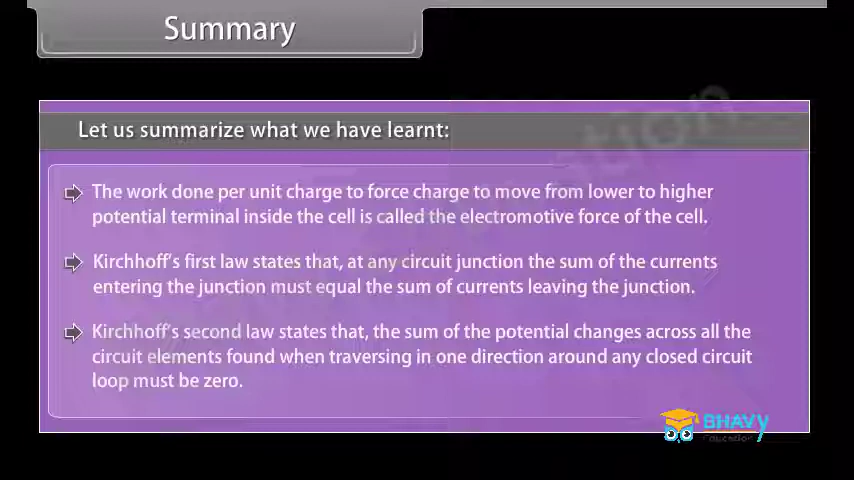 Summary
Let us summarize what we have learnt:
The work done per unit charge to force charge to move from lower to higher
potential terminal inside the cell is called the electromotive force of the cell.
Kirchhoff's first law states that, at any circuit junction the sum of the currents
entering the junction must equal the sum of currents leaving the junction.
Kirchhoff's second law states that, the sum of the potential changes across all the
circuit elements found when traversing in one direction around any closed circuit
loop must be zero.
BHAVY
Education